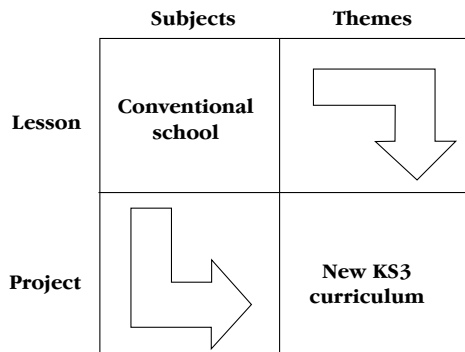 Subjects Themes
Lesson
Conventional
school
Project
New KS3
curriculum